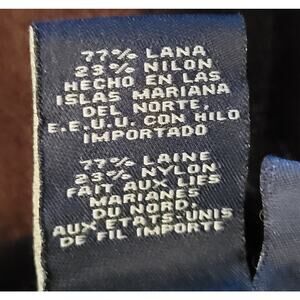 77% LANA
23% NILON
HECHO EN LAS
ISLAS MARIANA
DEL NORTE,
E.E.U.U. CON HILO
IMPORTADO
77% LAINE
23% NYLON
FAIT AUX LIES
MARIANES
DU NORD,
AUX ETATS-UNIS
DE FIL IMPORTE